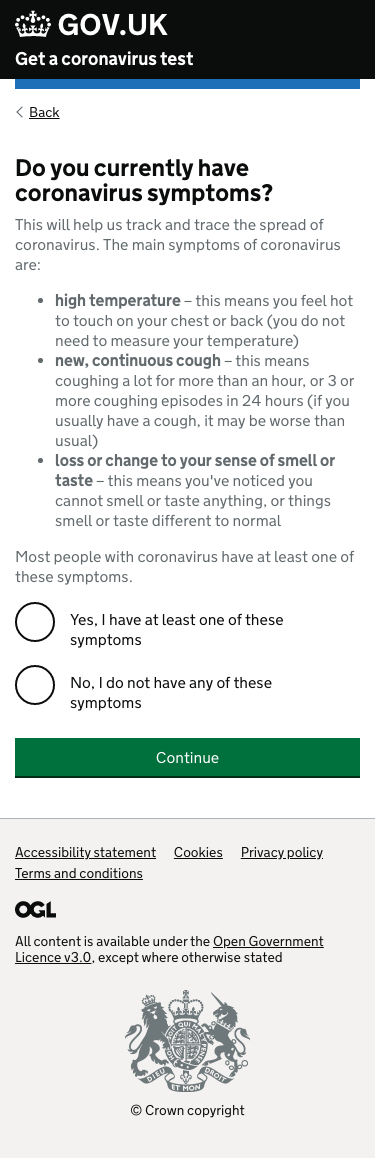 GOV.UK
Get a coronavirus test
Back
Do you currently have
coronavirus symptoms?
This will help us track and trace the spread of
coronavirus. The main symptoms of coronavirus
are:
• high temperature – this means you feel hot
to touch on your chest or back (you do not
need to measure your temperature)
• new, continuous cough – this means
coughing a lot for more than an hour, or 3 or
more coughing episodes in 24 hours (if you
usually have a cough, it may be worse than
usual)
• loss or change to your sense of smell or
taste – this means you've noticed you
cannot smell or taste anything, or things
smell or taste different to normal
Most people with coronavirus have at least one of
these symptoms.
Yes, I have at least one of these
symptoms
No, I do not have any of these
symptoms
Continue
Accessibility statement Cookies Privacy policy
Terms and conditions
OGL
All content is available under the Open Government
Licence v3.0, except where otherwise stated
DIEU ET MON DROIT
© Crown copyright